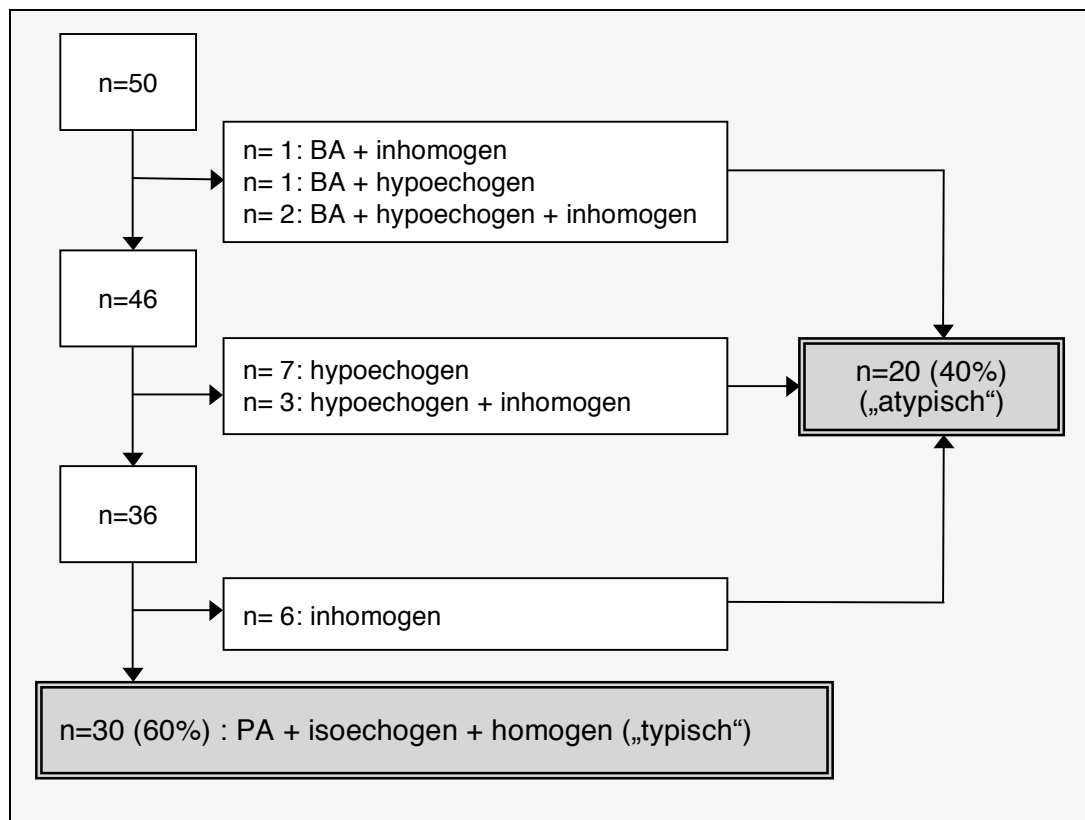 n=50
n= 1: BA + inhomogen
n= 1: BA + hypoechogen
n= 2: BA + hypoechogen + inhomogen
n=46
n= 7: hypoechogen
n= 3: hypoechogen + inhomogen
n=20 (40%)
(„atypisch“)
n=36
n= 6: inhomogen
n=30 (60%) : PA + isoechogen + homogen („typisch“)